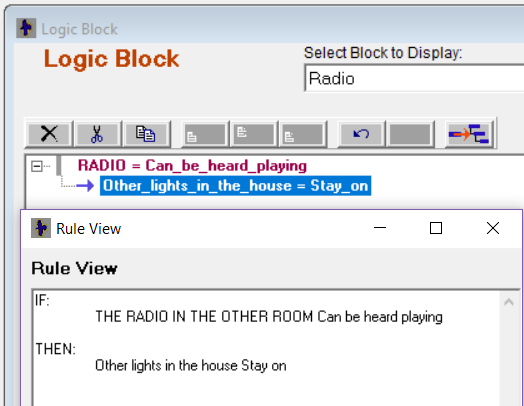 Logic Block
Logic Block
Select Block to Display:
Radio
RADIO = Can_be_heard_playing
Other_lights_in_the_house = Stay_on
Rule View
Rule View
IF:
THE RADIO IN THE OTHER ROOM Can be heard playing
THEN:
Other lights in the house Stay on